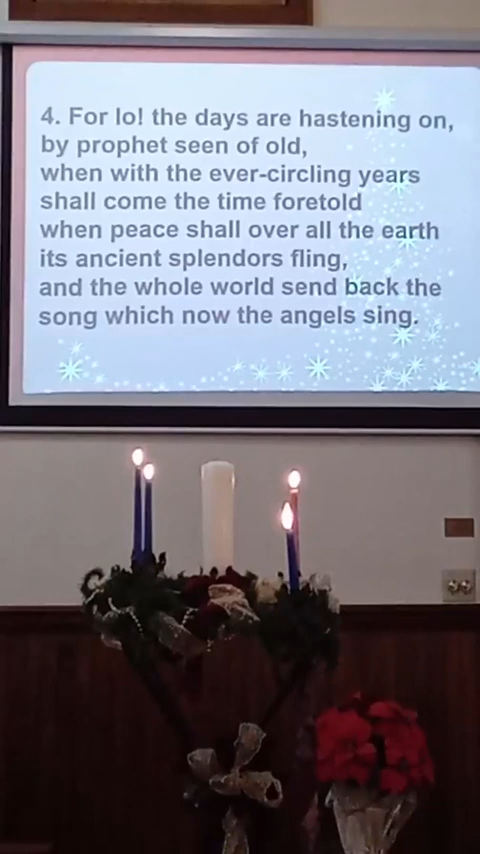 4. For lo! the days are hastening on,
by prophet seen of old,
when with the ever-circling years
shall come the time foretold
when peace shall over all the earth
its ancient splendors fling,
and the whole world send back the
song which now the angels sing.